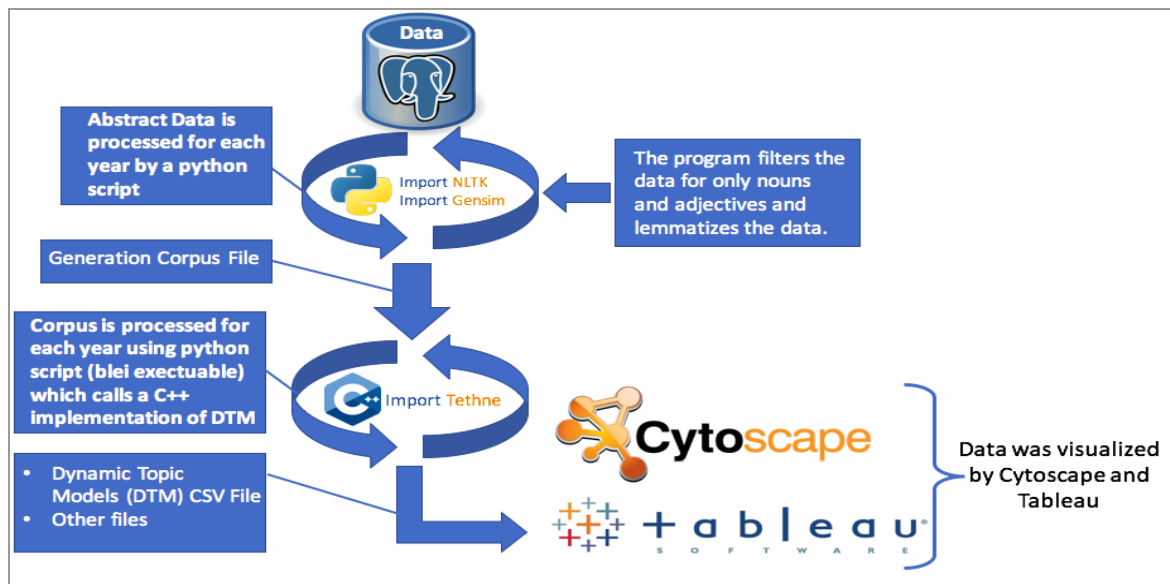 Data
Abstract Data is
processed for each
year by a python
script
Import NLTK
Import Gensim
The program filters the
data for only nouns
and adjectives and
lemmatizes the data.
Generation Corpus File
Corpus is processed for
each year using python
script (blei exectuable)
which calls a C++
implementation of DTM
C++
Import Tethne
• Dynamic Topic
Models (DTM) CSV File
• Other files
Cytoscape
+ a b l e a u®
S O F T W A R E
Data was visualized
by Cytoscape and
Tableau